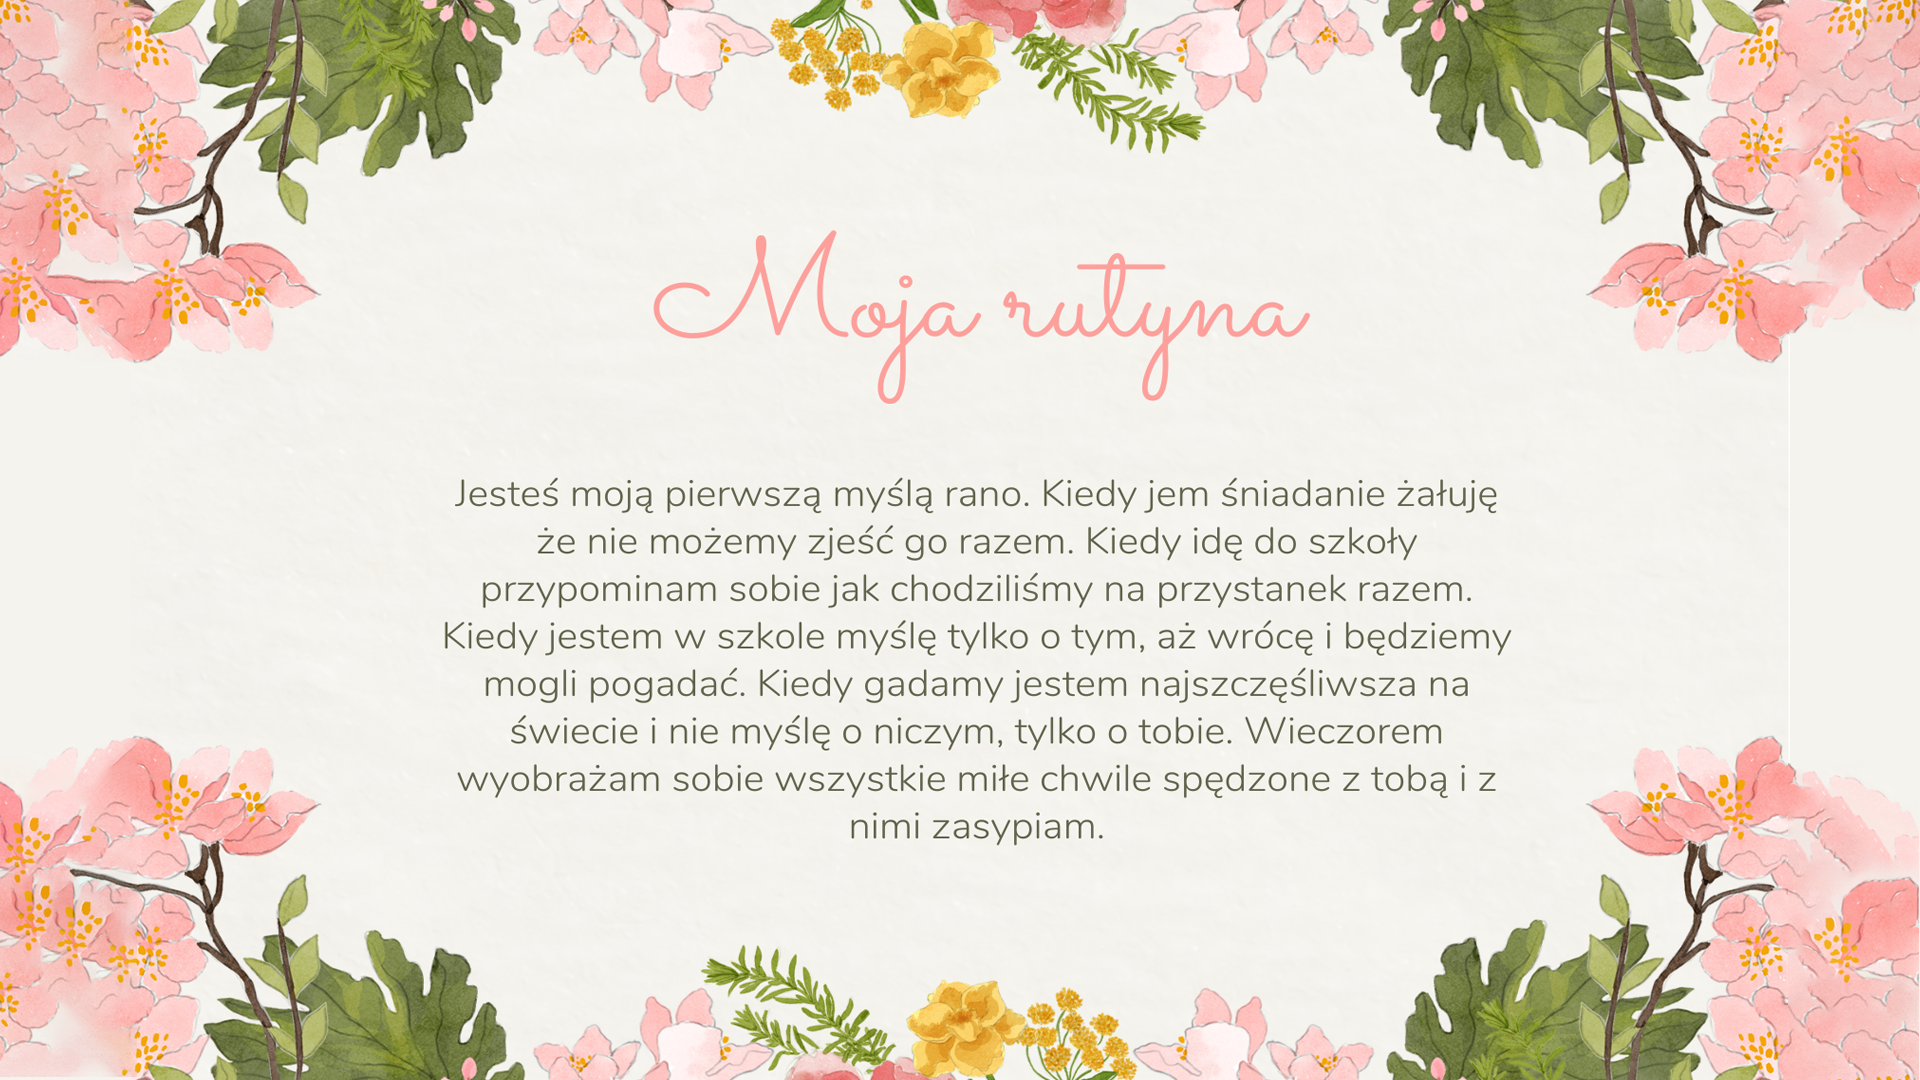 Moja rutyna
Jesteś moją pierwszą myślą rano. Kiedy jem śniadanie żałuję
że nie możemy zjeść go razem. Kiedy idę do szkoły
przypominam sobie jak chodziliśmy na przystanek razem.
Kiedy jestem w szkole myślę tylko o tym, aż wrócę i będziemy
mogli pogadać. Kiedy gadamy jestem najszczęśliwsza na
świecie i nie myślę o niczym, tylko o tobie. Wieczorem
wyobrażam sobie wszystkie miłe chwile spędzone z tobą i z
nimi zasypiam.